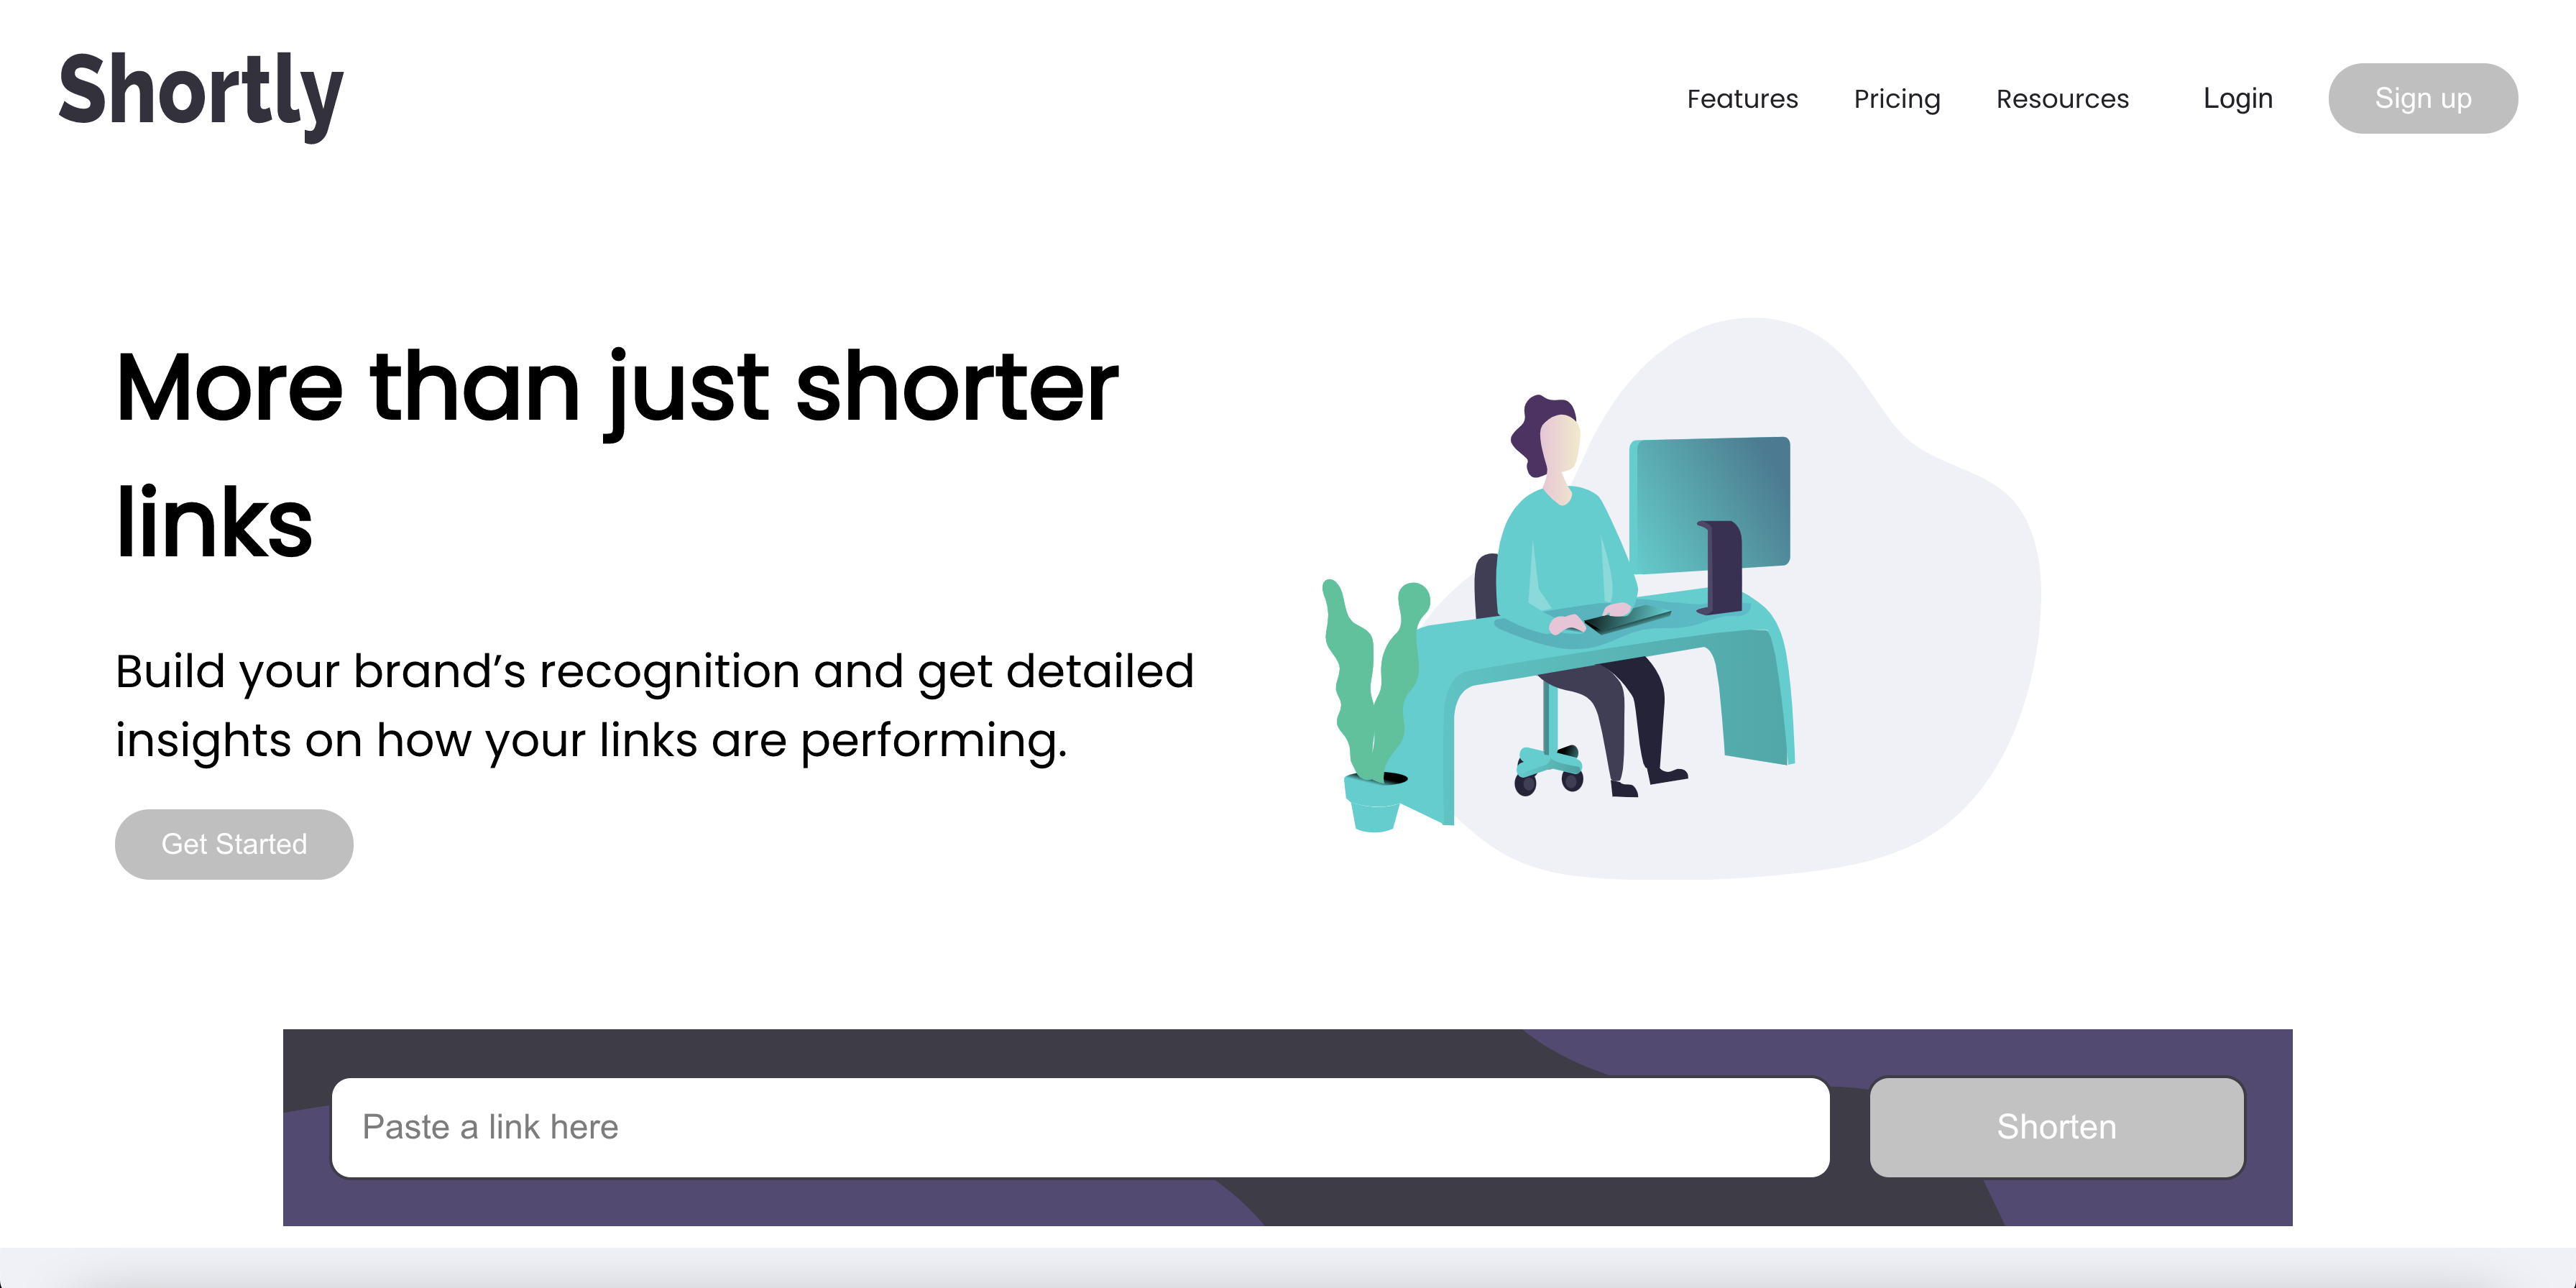 Shortly
Features Pricing Resources Login Sign up
More than just shorter
links
Build your brand’s recognition and get detailed
insights on how your links are performing.
Get Started
Paste a link here Shorten